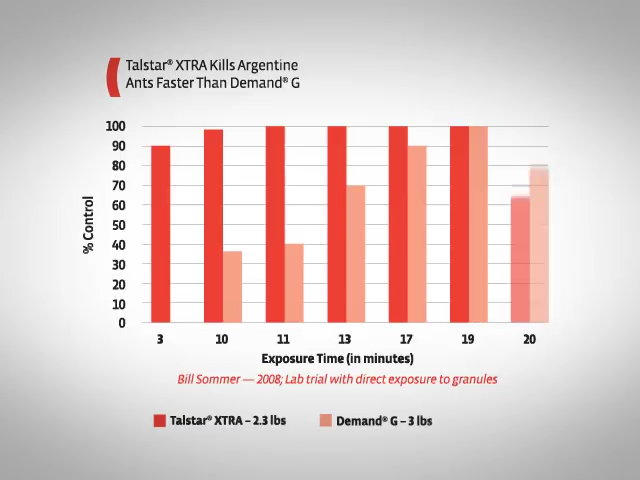 Talstar® XTRA Kills Argentine
Ants Faster Than Demand® G
100
90
80
70
60
50
40
30
20
10
0
% Control
3 10 11 13 17 19 20
Exposure Time (in minutes)
Bill Sommer — 2008; Lab trial with direct exposure to granules
Talstar® XTRA – 2.3 lbs Demand® G – 3 lbs